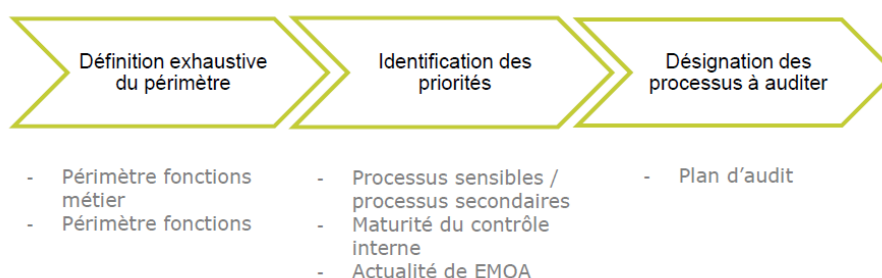 Définition exhaustive
du périmètre
Identification des
priorités
Désignation des
processus à auditer
- Périmètre fonctions
métier
- Périmètre fonctions
- Processus sensibles /
processus secondaires
- Maturité du contrôle
interne
- Actualité de EMOA
- Plan d'audit